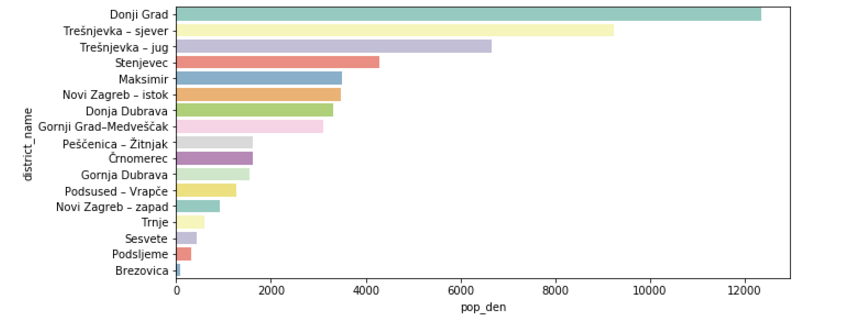 Donji Grad
Trešnjevka – sjever
Trešnjevka – jug
Stenjevec
Maksimir
Novi Zagreb – istok
Donja Dubrava
Gornji Grad–Medveščak
Peščenica – Žitnjak
Črnomerec
Gornja Dubrava
Podsused – Vrapče
Novi Zagreb – zapad
Trnje
Sesvete
Podsljeme
Brezovica
district_name
0 2000 4000 6000 8000 10000 12000
pop_den